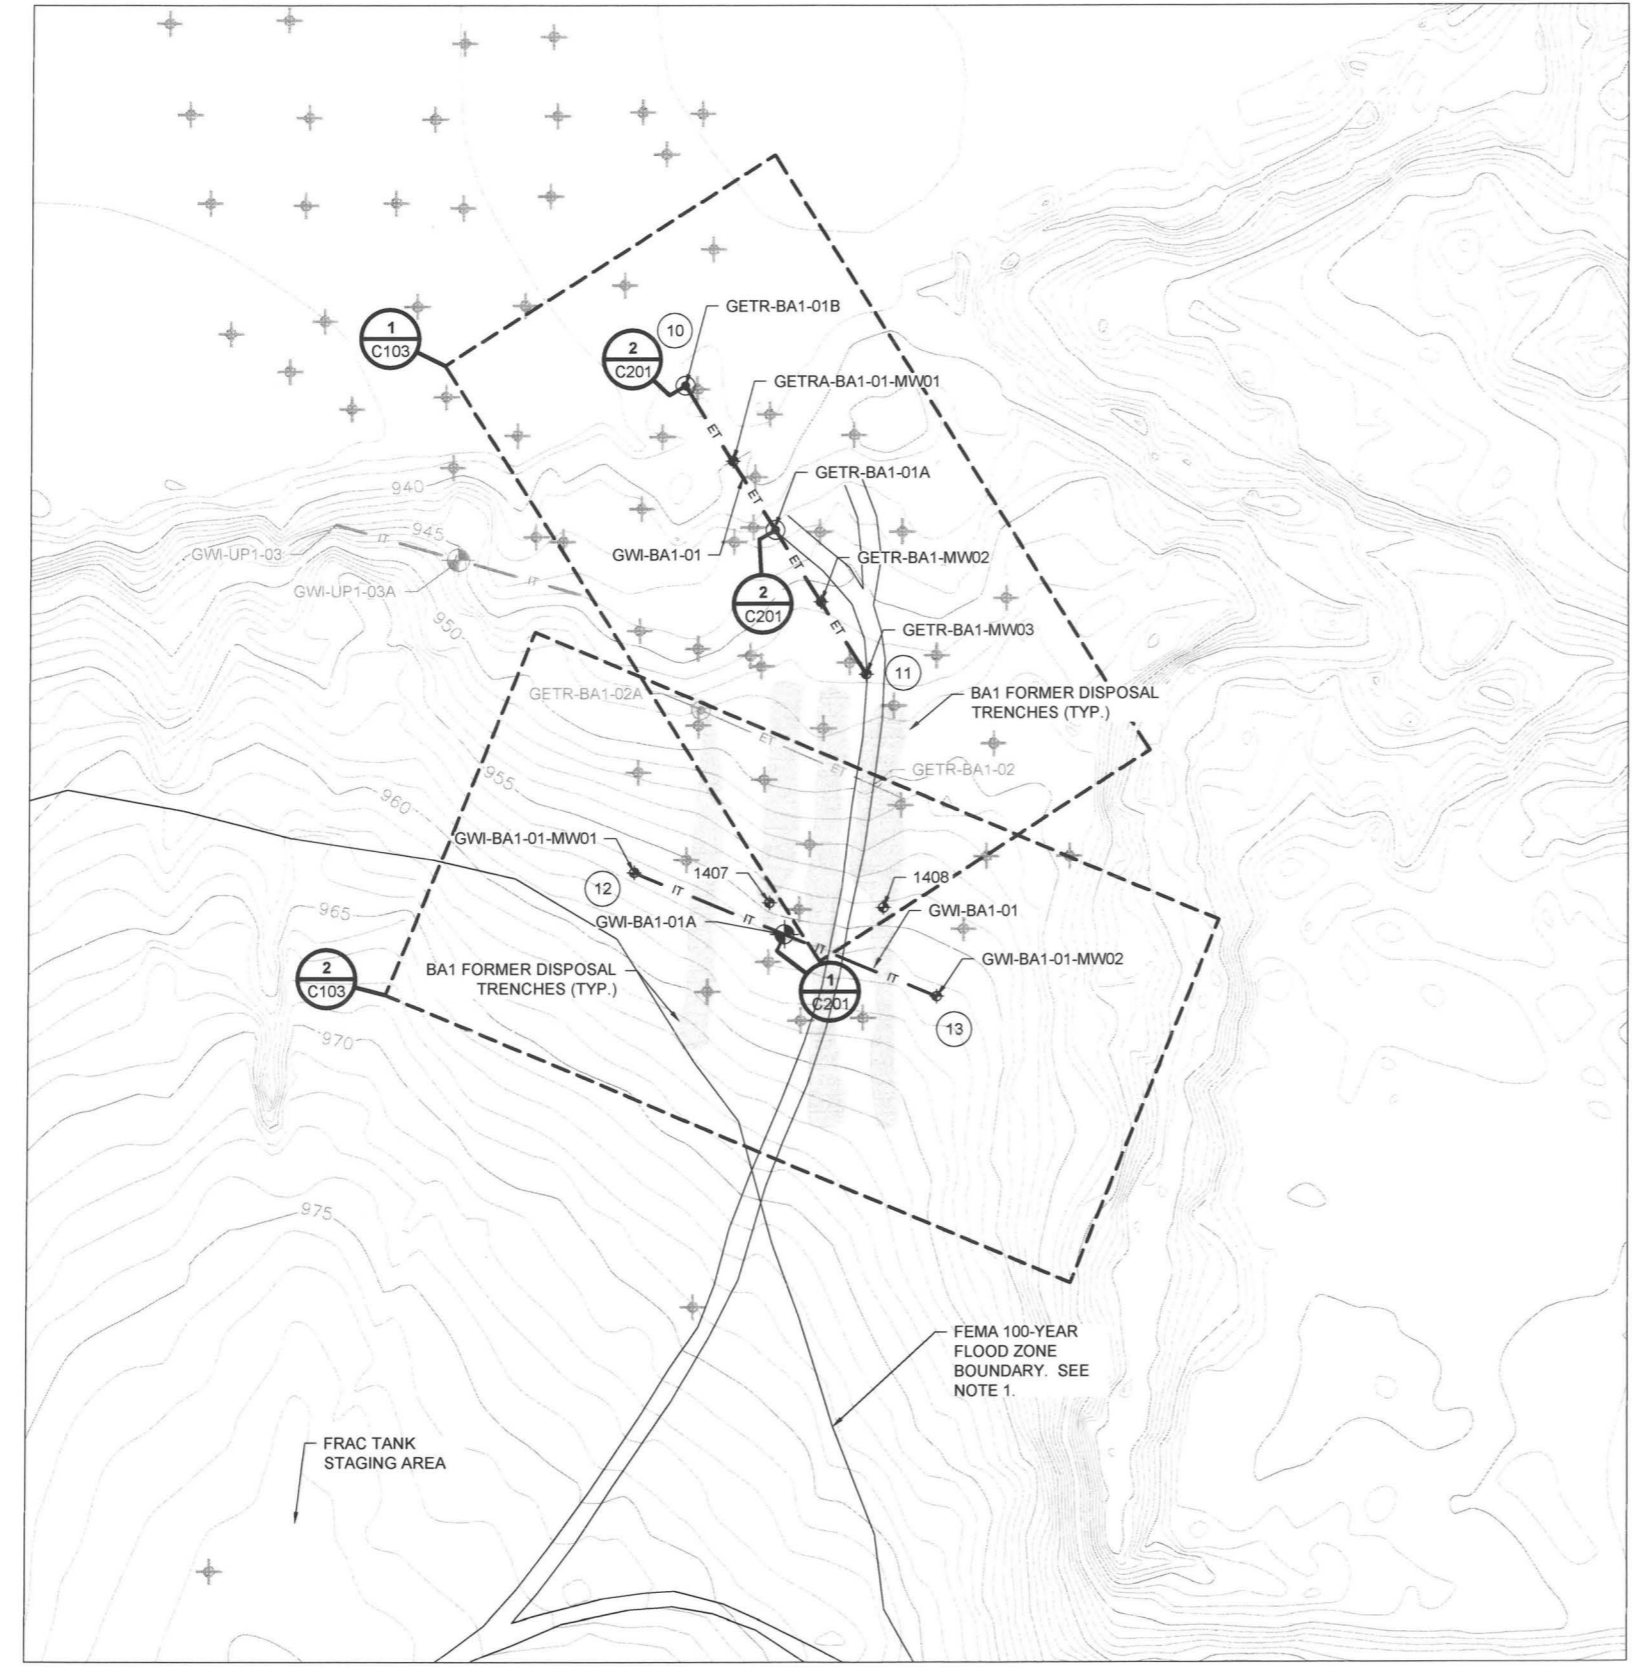 GETR-BA1-01B
1
C103
10
2
C201
GETRA-BA1-01-MW01
ET
GETR-BA1-01A
940
ET
945
IT
GWI-UP1-03
GWI-BA1-01
ET
GETR-BA1-MW02
IT
GWI-UP1-03A
2
C201
950
ET
GETR-BA1-MW03
11
GETR-BA1-02A
BA1 FORMER DISPOSAL
TRENCHES (TYP.)
ET
ET
GETR-BA1-02
955
960
GWI-BA1-01-MW01
1407
12
IT
1408
965
IT
GWI-BA1-01A
GWI-BA1-01
IT
GWI-BA1-01-MW02
2
C103
BA1 FORMER DISPOSAL
TRENCHES (TYP.)
1
C201
IT
13
970
975
FEMA 100-YEAR
FLOOD ZONE
BOUNDARY. SEE
NOTE 1.
FRAC TANK
STAGING AREA